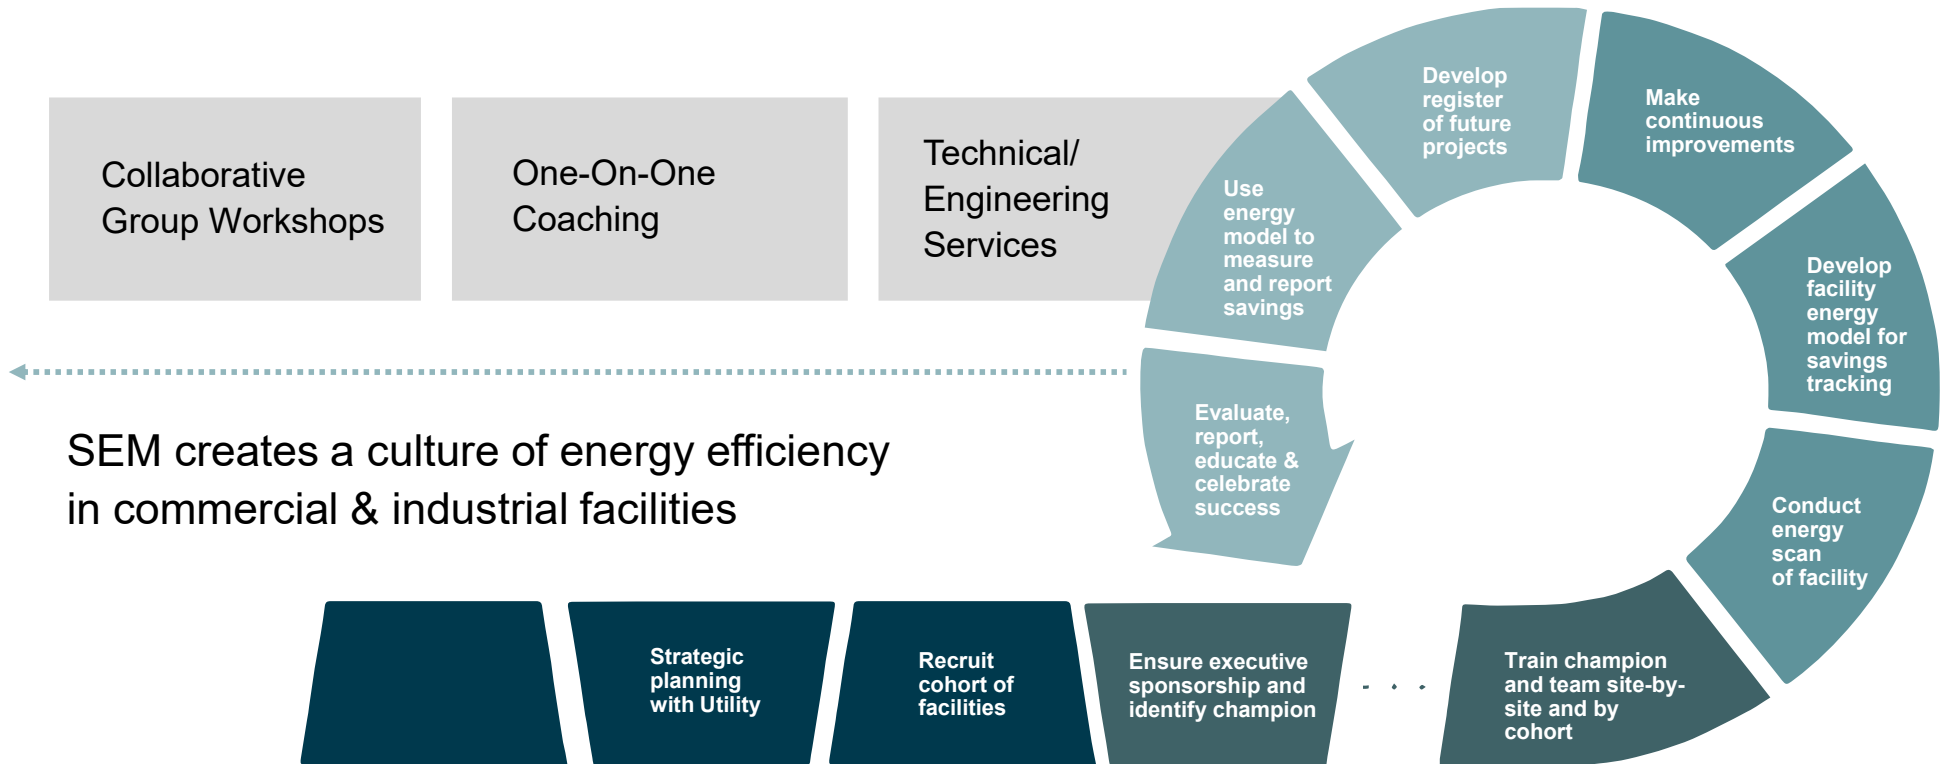 Collaborative
Group Workshops
One-On-One
Coaching
Technical/
Engineering
Services
SEM creates a culture of energy efficiency
in commercial & industrial facilities
Strategic
planning
with Utility
Recruit
cohort of
facilities
Ensure executive
sponsorship and
identify champion
Train champion
and team site-by-
site and by
cohort
Conduct
energy
scan
of facility
Develop
facility
energy
model for
savings
tracking
Make
continuous
improvements
Develop
register
of future
projects
Use
energy
model to
measure
and report
savings
Evaluate,
report,
educate &
celebrate
success